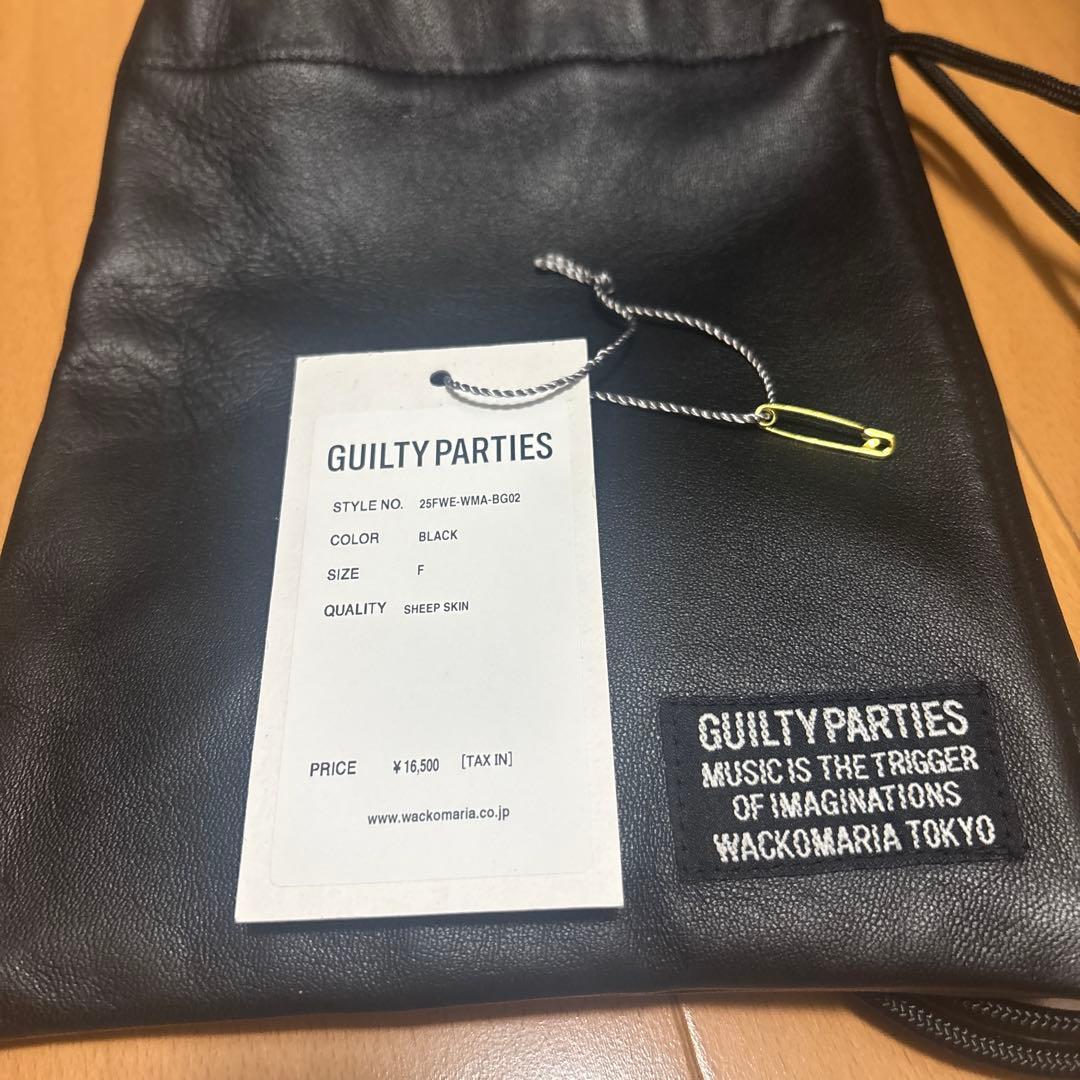 GUILTY PARTIES
STYLE NO. 25FWE-WMA-BG02
COLOR BLACK
SIZE F
QUALITY SHEEP SKIN
PRICE ¥16,500 [TAX IN]
www.wackomaria.co.jp
GUILTY PARTIES
MUSIC IS THE TRIGGER
OF IMAGINATIONS
WACKOMARIA TOKYO